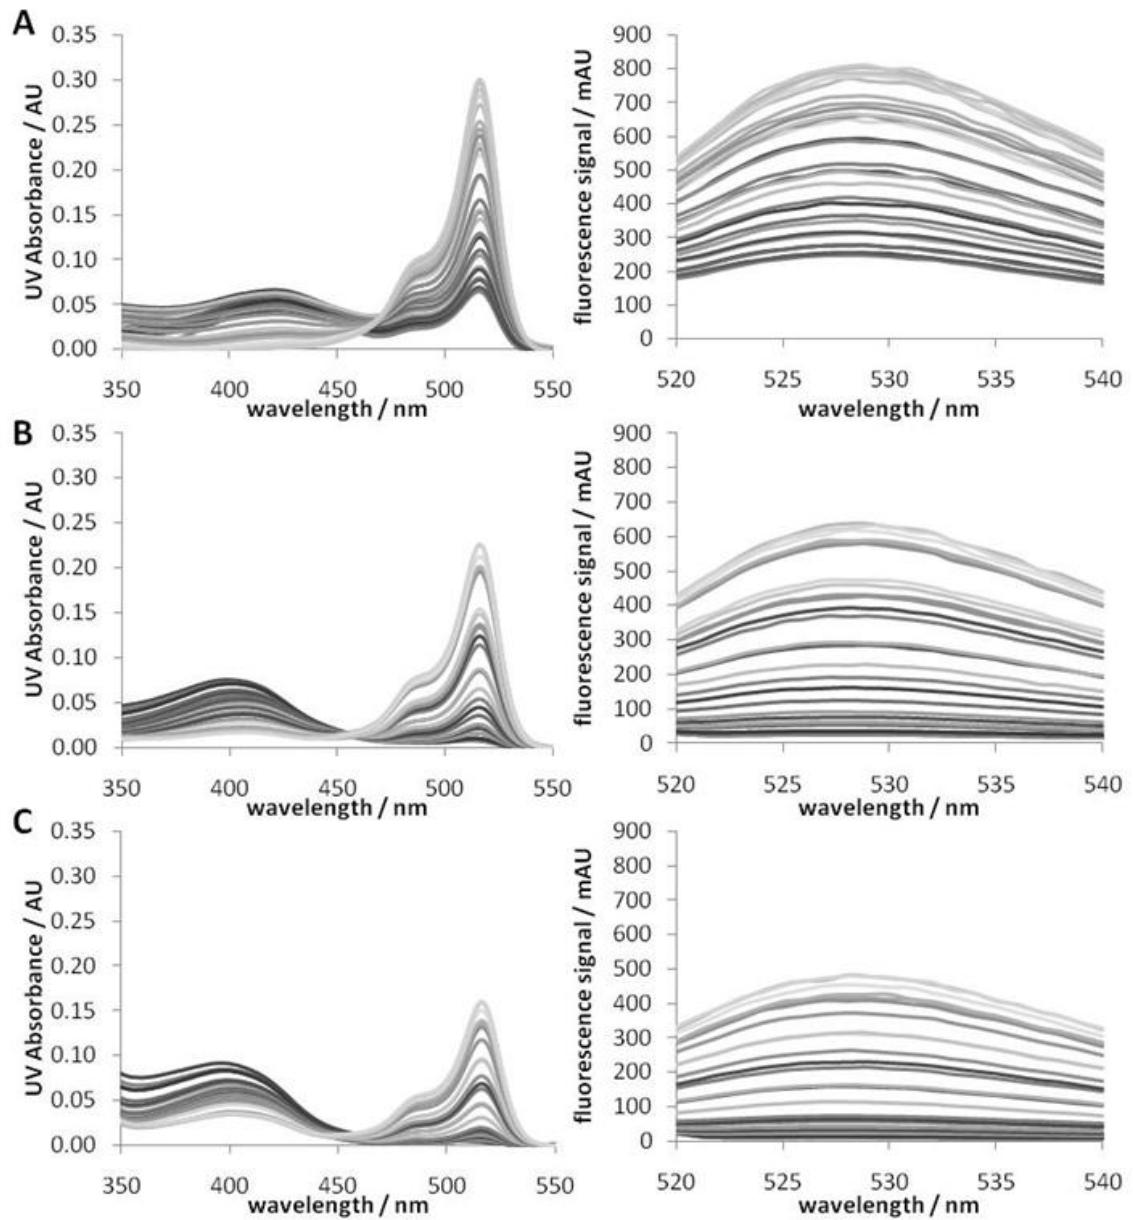 A
UV Absorbance / AU
0.35
0.30
0.25
0.20
0.15
0.10
0.05
0.00
350 400 450 500 550
wavelength / nm
fluorescence signal / mAU
900
800
700
600
500
400
300
200
100
0
520 525 530 535 540
wavelength / nm
B
UV Absorbance / AU
0.35
0.30
0.25
0.20
0.15
0.10
0.05
0.00
350 400 450 500 550
wavelength / nm
fluorescence signal / mAU
900
800
700
600
500
400
300
200
100
0
520 525 530 535 540
wavelength / nm
C
UV Absorbance / AU
0.35
0.30
0.25
0.20
0.15
0.10
0.05
0.00
350 400 450 500 550
wavelength / nm
fluorescence signal / mAU
900
800
700
600
500
400
300
200
100
0
520 525 530 535 540
wavelength / nm